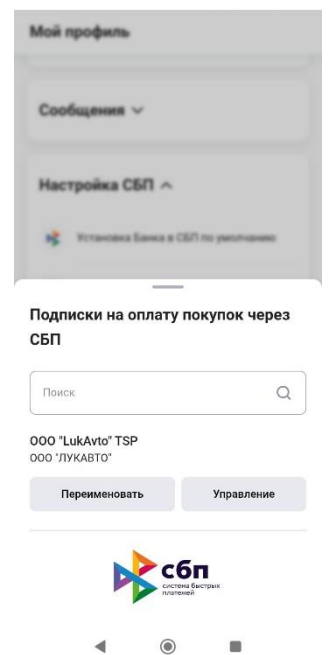 Мой профиль
Сообщения
Настройка СБП
Установка Банка в СБП по умолчанию
Подписки на оплату покупок через
СБП
Поиск
ООО "LukAvto" TSP
ООО "ЛУКАВТО"
Переименовать
Управление
сбп
система быстрых
платежей